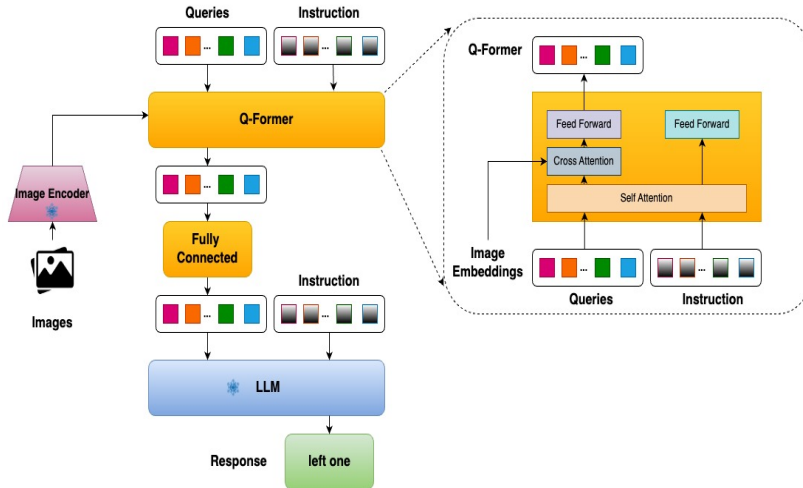 Queries
Instruction
...
...
Q-Former
...
Image Encoder
Images
Fully
Connected
Instruction
...
...
LLM
Response
left one
Q-Former
...
Feed Forward
Feed Forward
Cross Attention
Self Attention
Image
Embeddings
...
...
Queries
Instruction